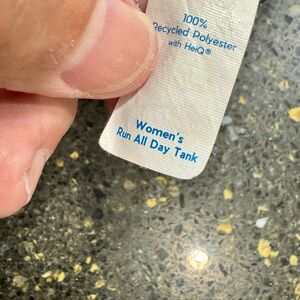 100%
Recycled Polyester
with HeiQ®
Women's
Run All Day Tank